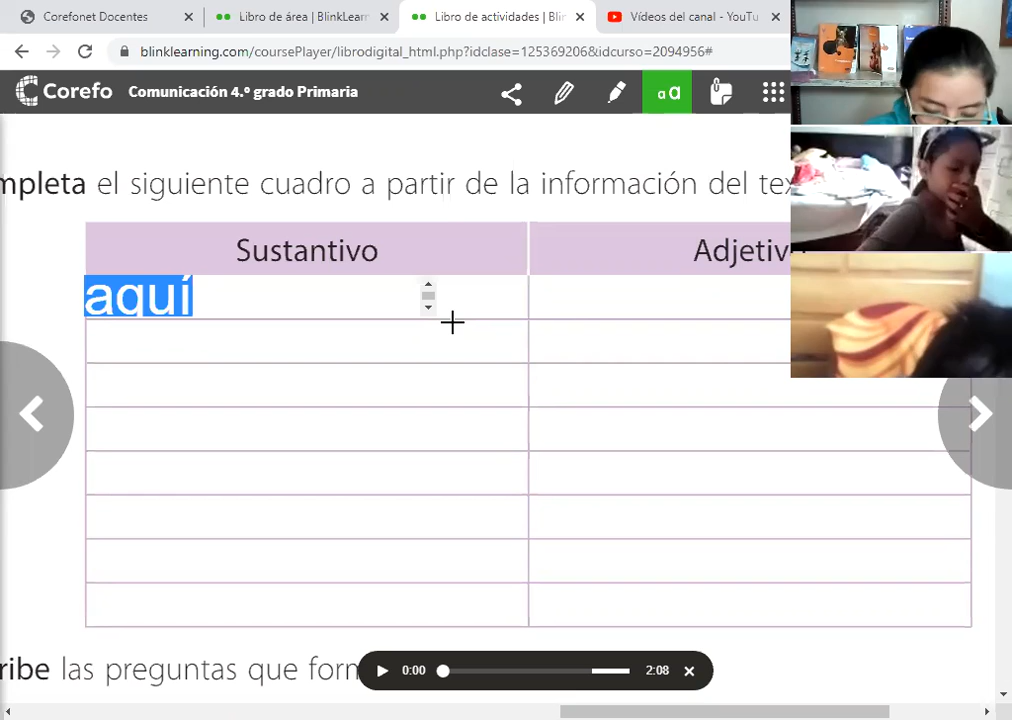 Corefonet Docentes
Libro de área | BlinkLearn
Libro de actividades | Bli
Vídeos del canal - YouTu
blinklearning.com/coursePlayer/librodigital_html.php?idclase=125369206&idcurso=2094956#
Corefo
Comunicación 4.º grado Primaria
a a
mpleta el siguiente cuadro a partir de la información del tex
Sustantivo
Adjetiv
aquí
ribe las preguntas que form
0:00
2:08